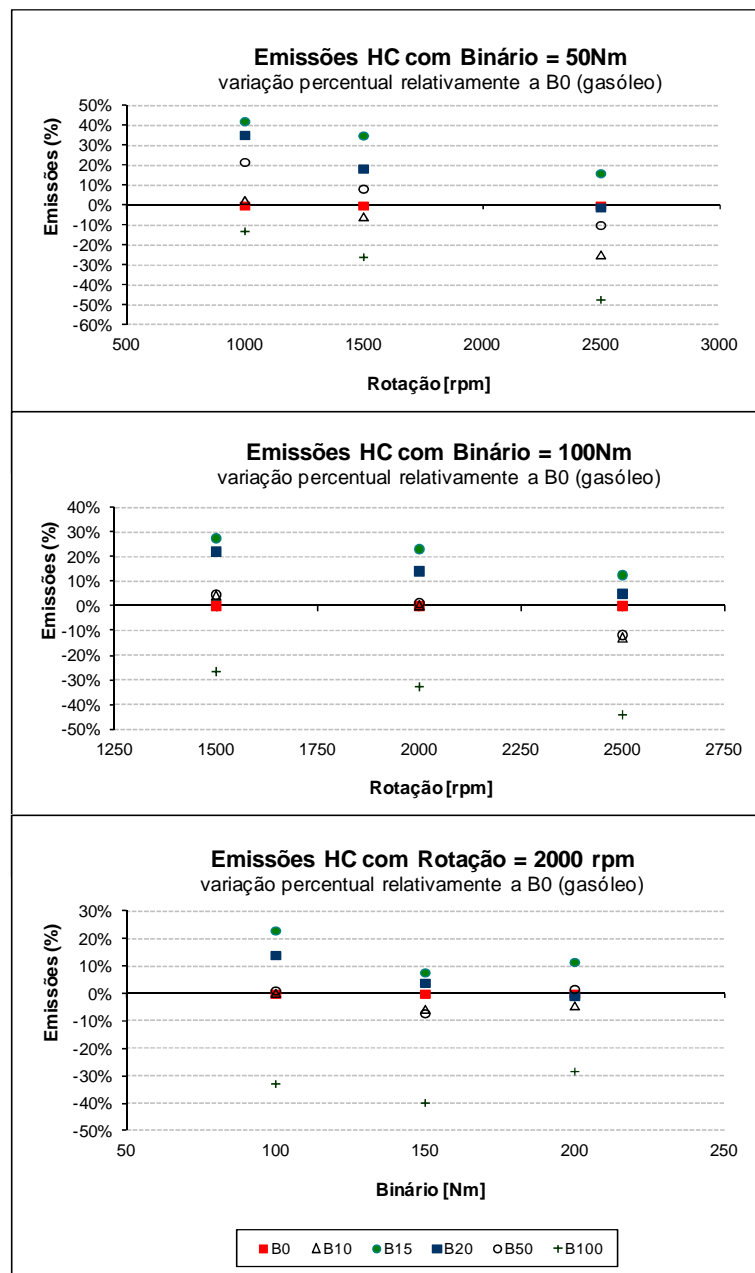 Emissões HC com Binário = 50Nm
variação percentual relativamente a B0 (gasóleo)
Emissões (%)
50%
40%
30%
20%
10%
0%
-10%
-20%
-30%
-40%
-50%
-60%
500 1000 1500 2000 2500 3000
Rotação [rpm]
Emissões HC com Binário = 100Nm
variação percentual relativamente a B0 (gasóleo)
Emissões (%)
40%
30%
20%
10%
0%
-10%
-20%
-30%
-40%
-50%
1250 1500 1750 2000 2250 2500 2750
Rotação [rpm]
Emissões HC com Rotação = 2000 rpm
variação percentual relativamente a B0 (gasóleo)
Emissões (%)
30%
20%
10%
0%
-10%
-20%
-30%
-40%
-50%
50 100 150 200 250
Binário [Nm]
B0 B10 B15 B20 B50 B100